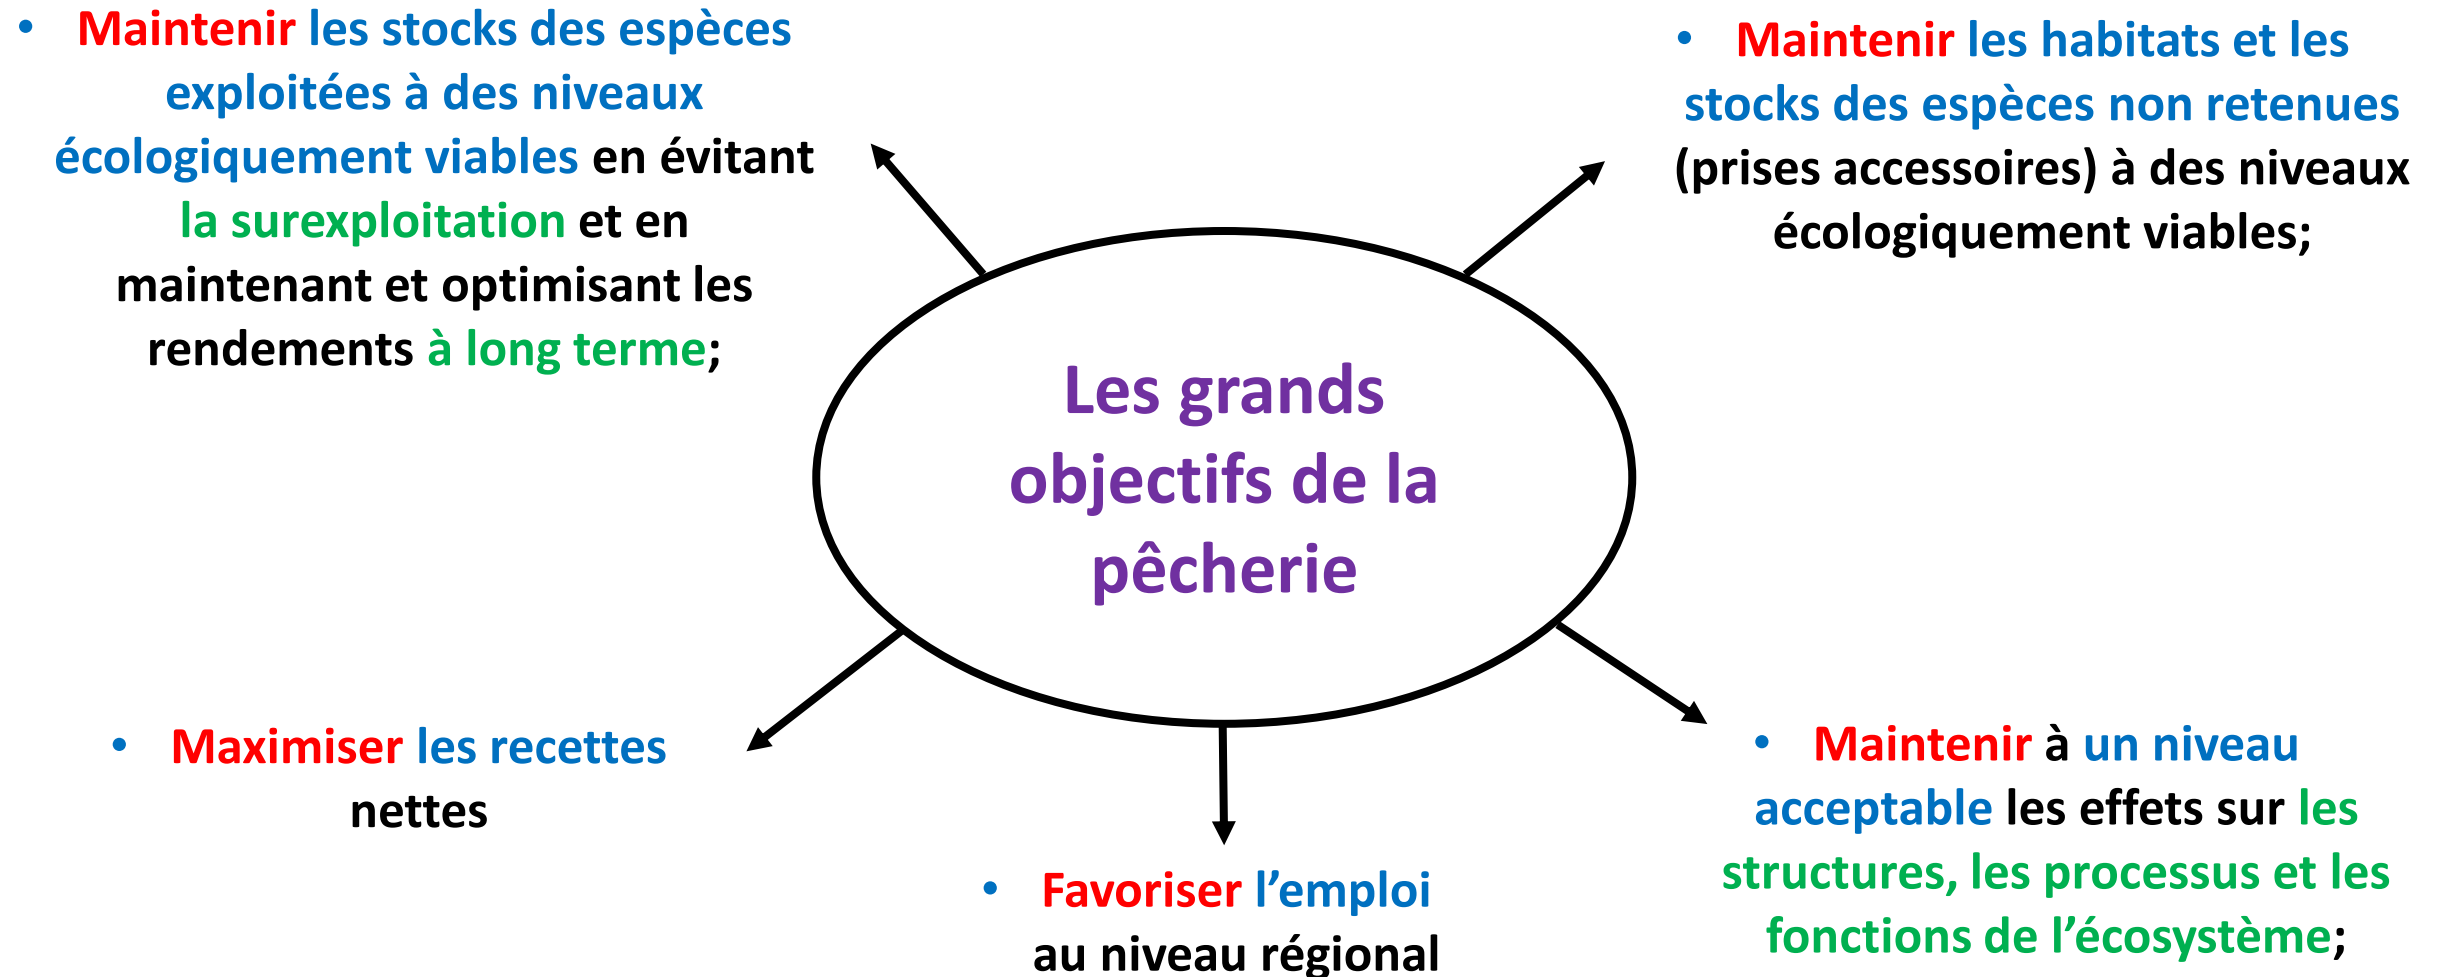 • Maintenir les stocks des espèces
exploitées à des niveaux
écologiquement viables en évitant
la surexploitation et en
maintenant et optimisant les
rendements à long terme;
• Maintenir les habitats et les
stocks des espèces non retenues
(prises accessoires) à des niveaux
écologiquement viables;
Les grands
objectifs de la
pêcherie
• Maximiser les recettes
nettes
• Favoriser l’emploi
au niveau régional
• Maintenir à un niveau
acceptable les effets sur les
structures, les processus et les
fonctions de l’écosystème;